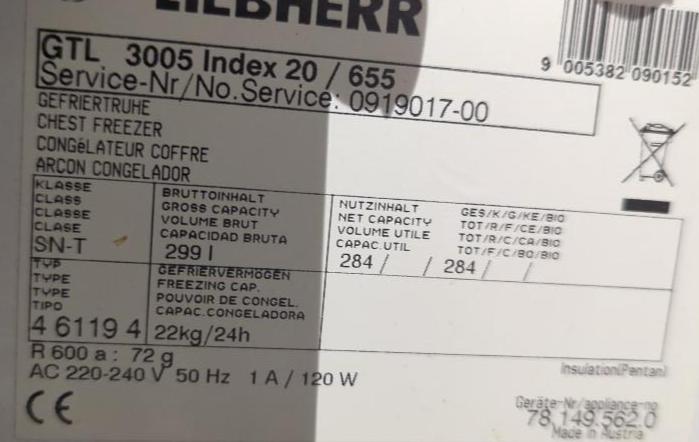 LIEBHERR
9 005382 090152
GTL 3005 Index 20 / 655
Service-Nr/No.Service: 0919017-00
GEFRIERTRUHE
CHEST FREEZER
CONGéLATEUR COFFRE
ARCON CONGELADOR
KLASSE
CLASS
CLASSE
CLASE
SN-T
BRUTTOINHALT
GROSS CAPACITY
VOLUME BRUT
CAPACIDAD BRUTA
299 l
NUTZINHALT
NET CAPACITY
VOLUME UTILE
CAPAC.UTIL
GES/K/G/KE/BIO
TOT/R/F/CE/BIO
TOT/R/C/CA/BIO
TOT/F/C/BO/BIO
284 / / 284 / /
TYP
TYPE
TYPE
TIPO
4 61194
GEFRIERVERMÖGEN
FREEZING CAP.
POUVOIR DE CONGEL.
CAPAC.CONGELADORA
22kg/24h
R 600 a : 72 g
AC 220-240 V 50 Hz 1 A / 120 W
Insulation(Pentan)
CE
Geräte-Nr/appliance-no
78.149.562.0
Made in Austria